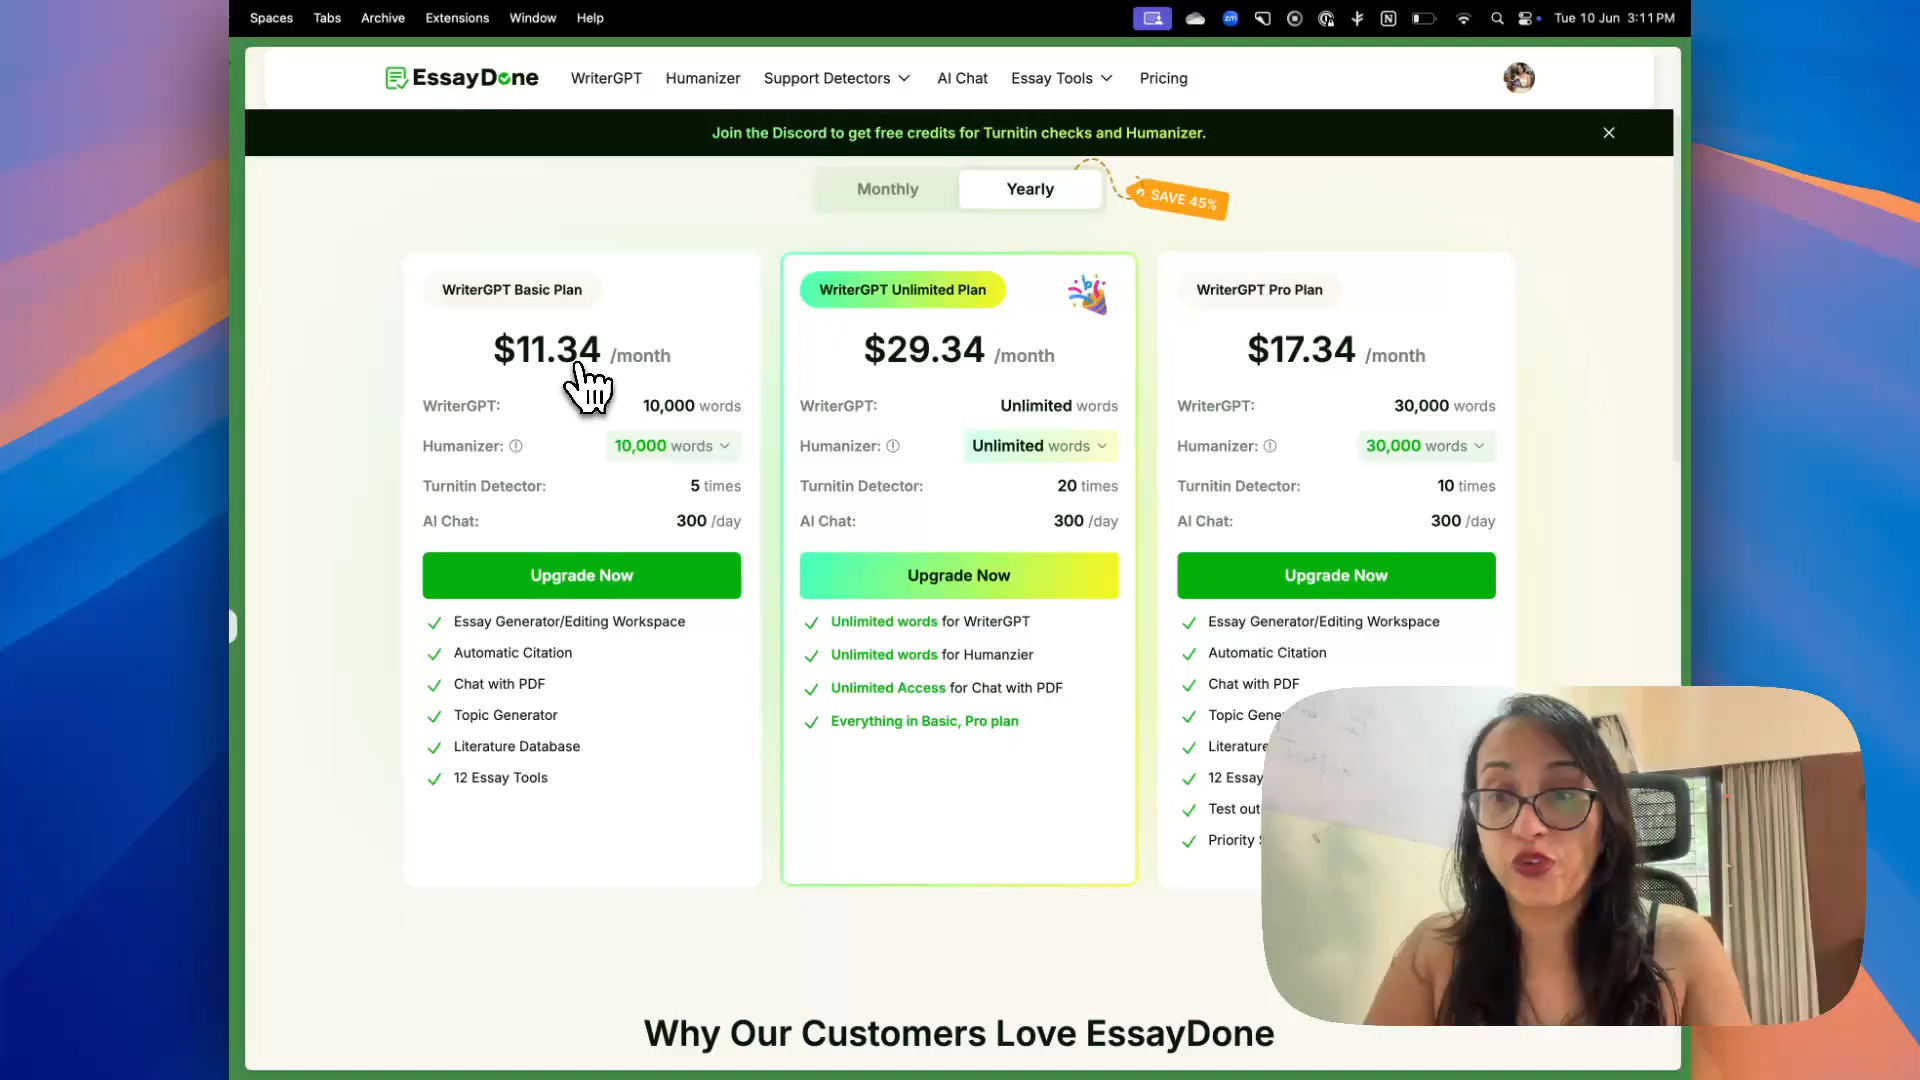 Spaces Tabs Archive Extensions Window Help
Tue 10 Jun 3:11PM
EssayDone WriterGPT Humanizer Support Detectors AI Chat Essay Tools Pricing
Join the Discord to get free credits for Turnitin checks and Humanizer.
Monthly Yearly SAVE 45%
WriterGPT Basic Plan
$11.34 /month
WriterGPT: 10,000 words
Humanizer: 10,000 words
Turnitin Detector: 5 times
AI Chat: 300 /day
Upgrade Now
Essay Generator/Editing Workspace
Automatic Citation
Chat with PDF
Topic Generator
Literature Database
12 Essay Tools
WriterGPT Unlimited Plan
$29.34 /month
WriterGPT: Unlimited words
Humanizer: Unlimited words
Turnitin Detector: 20 times
AI Chat: 300 /day
Upgrade Now
Unlimited words for WriterGPT
Unlimited words for Humanzier
Unlimited Access for Chat with PDF
Everything in Basic, Pro plan
WriterGPT Pro Plan
$17.34 /month
WriterGPT: 30,000 words
Humanizer: 30,000 words
Turnitin Detector: 10 times
AI Chat: 300 /day
Upgrade Now
Essay Generator/Editing Workspace
Automatic Citation
Chat with PDF
Topic Gene
Literature
12 Essay
Test out
Priority
Why Our Customers Love EssayDone